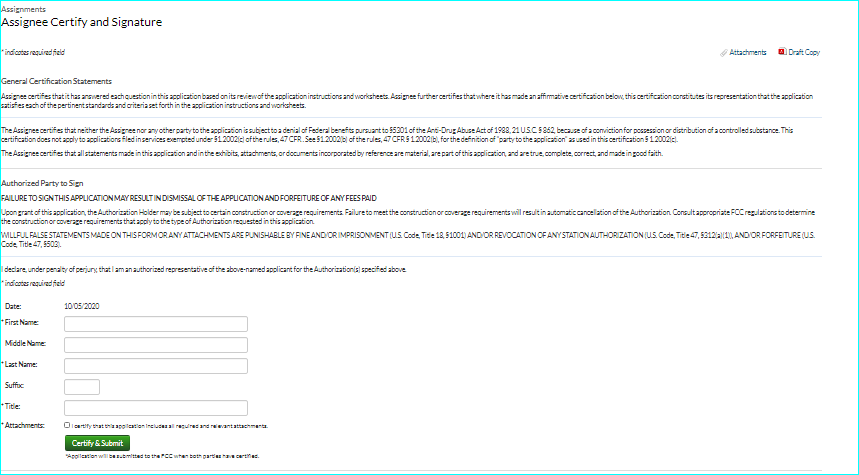 Assignments
Assignee Certify and Signature
* indicates required field
Attachments Draft Copy
General Certification Statements
Assignee certifies that it has answered each question in this application based on its review of the application instructions and worksheets. Assignee further certifies that where it has made an affirmative certification below, this certification constitutes its representation that the application
satisfies each of the pertinent standards and criteria set forth in the application instructions and worksheets.
The Assignee certifies that neither the Assignee nor any other party to the application is subject to a denial of Federal benefits pursuant to §5301 of the Anti-Drug Abuse Act of 1988, 21 U.S.C. § 862, because of a conviction for possession or distribution of a controlled substance. This
certification does not apply to applications filed in services exempted under §1.2002(c) of the rules, 47 CFR . See §1.2002(b) of the rules, 47 CFR § 1.2002(b), for the definition of "party to the application" as used in this certification § 1.2002(c).
The Assignee certifies that all statements made in this application and in the exhibits, attachments, or documents incorporated by reference are material, are part of this application, and are true, complete, correct, and made in good faith.
Authorized Party to Sign
FAILURE TO SIGN THIS APPLICATION MAY RESULT IN DISMISSAL OF THE APPLICATION AND FORFEITURE OF ANY FEES PAID
Upon grant of this application, the Authorization Holder may be subject to certain construction or coverage requirements. Failure to meet the construction or coverage requirements will result in automatic cancellation of the Authorization. Consult appropriate FCC regulations to determine
the construction or coverage requirements that apply to the type of Authorization requested in this application.
WILLFUL FALSE STATEMENTS MADE ON THIS FORM OR ANY ATTACHMENTS ARE PUNISHABLE BY FINE AND/OR IMPRISONMENT (U.S. Code, Title 18, §1001) AND/OR REVOCATION OF ANY STATION AUTHORIZATION (U.S. Code, Title 47, §312(a)(1)), AND/OR FORFEITURE (U.S.
Code, Title 47, §503).
I declare, under penalty of perjury, that I am an authorized representative of the above-named applicant for the Authorization(s) specified above.
* indicates required field
Date: 10/05/2020
* First Name:
Middle Name:
* Last Name:
Suffix:
* Title:
* Attachments: I certify that this application includes all required and relevant attachments.
Certify & Submit
*Application will be submitted to the FCC when both parties have certified.